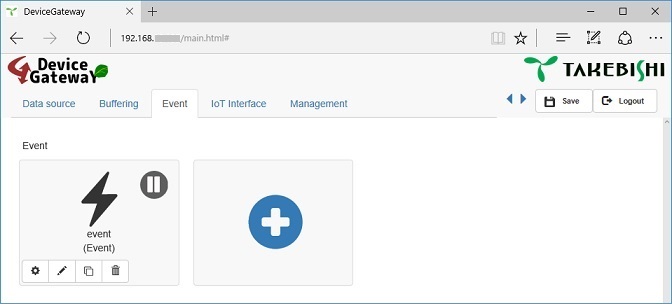 DeviceGateway
192.168. /main.html#
Device
Gateway
TAKEBISHI
Data source
Buffering
Event
IoT Interface
Management
Save
Logout
Event
event
(Event)